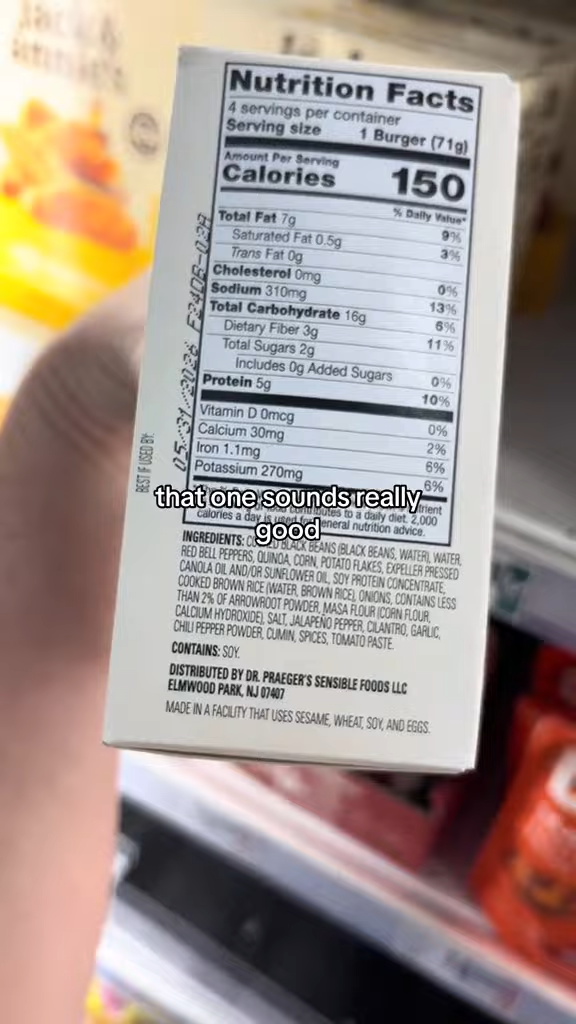 Nutrition Facts
4 servings per container
Serving size 1 Burger (71g)
Amount Per Serving
Calories 150
% Daily Value*
Total Fat 7g 9%
Saturated Fat 0.5g 3%
Trans Fat 0g
Cholesterol 0mg 0%
Sodium 310mg 13%
Total Carbohydrate 16g 6%
Dietary Fiber 3g 11%
Total Sugars 2g
Includes 0g Added Sugars 0%
Protein 5g 10%
Vitamin D 0mcg 0%
Calcium 30mg 2%
Iron 1.1mg 6%
Potassium 270mg 6%
contributes to a daily diet. 2,000
calories a day is used for general nutrition advice.
BEST IF USED BY:
that one sounds really
good
INGREDIENTS: BLACK BEANS (BLACK BEANS, WATER), WATER,
RED BELL PEPPERS, QUINOA, CORN, POTATO FLAKES, EXPELLER PRESSED
CANOLA OIL AND/OR SUNFLOWER OIL, SOY PROTEIN CONCENTRATE,
COOKED BROWN RICE (WATER, BROWN RICE), ONIONS, CONTAINS LESS
THAN 2% OF ARROWROOT POWDER, MASA FLOUR (CORN FLOUR,
CALCIUM HYDROXIDE), SALT, JALAPEÑO PEPPER, CILANTRO, GARLIC,
CHILI PEPPER POWDER, CUMIN, SPICES, TOMATO PASTE.
CONTAINS: SOY.
DISTRIBUTED BY DR. PRAEGER'S SENSIBLE FOODS LLC
ELMWOOD PARK, NJ 07407
MADE IN A FACILITY THAT USES SESAME, WHEAT, SOY, AND EGGS.